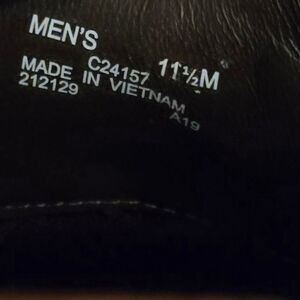 MEN'S
C24157 11½M
MADE IN VIETNAM
212129 A19